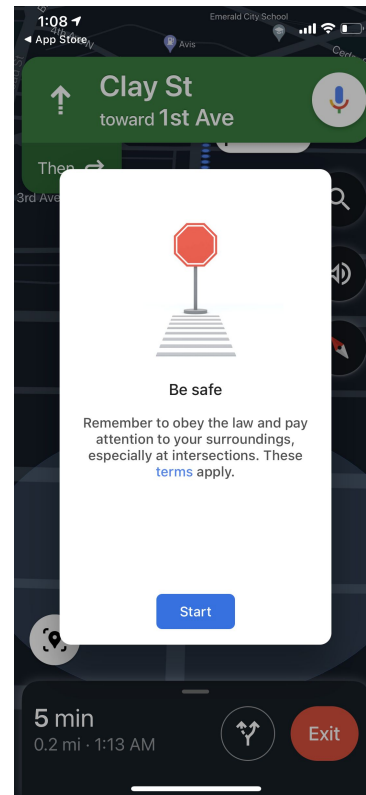 1:08
App Store
4th Ave N
Avis
Emerald City School
Clay St
toward 1st Ave
Then
3rd Ave
Be safe
Remember to obey the law and pay
attention to your surroundings,
especially at intersections. These
terms apply.
Start
5 min
0.2 mi · 1:13 AM
Exit